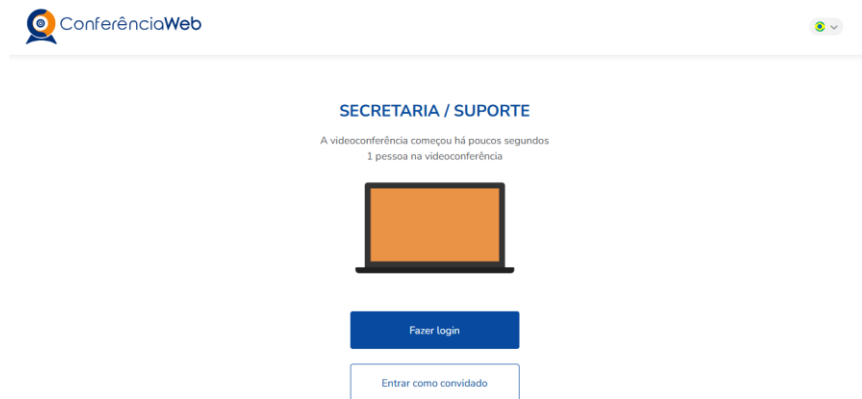 ConferênciaWeb
SECRETARIA / SUPORTE
A videoconferência começou há poucos segundos
1 pessoa na videoconferência
Fazer login
Entrar como convidado